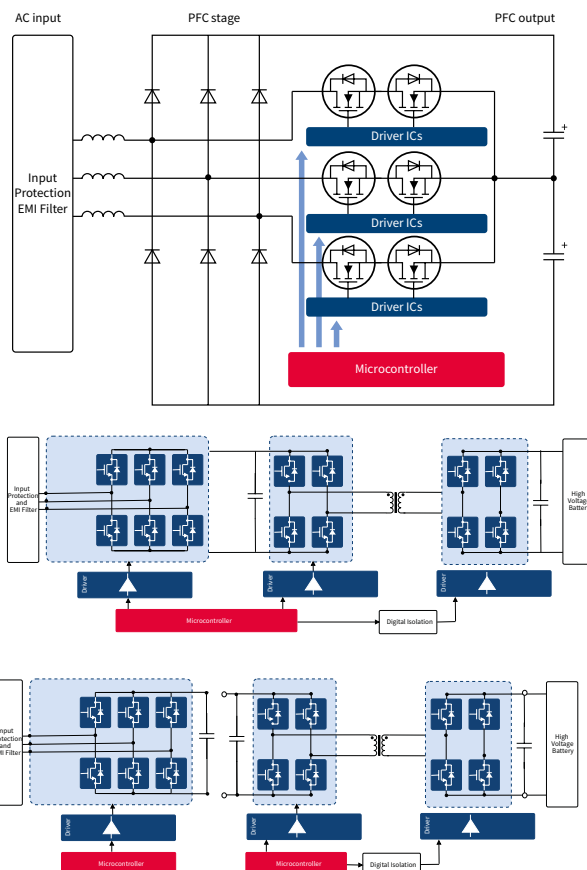 AC input
PFC stage
PFC output
Input
Protection
EMI Filter
+
+
Driver ICs
Driver ICs
Driver ICs
Microcontroller
Input
Protection
and
EMI Filter
High
Voltage
Battery
Driver
Driver
Driver
Microcontroller
Digital Isolation
nput
otection
and
MI Filter
High
Voltage
Battery
Driver
Driver
Driver
Microcontroller
Microcontroller
Digital Isolation